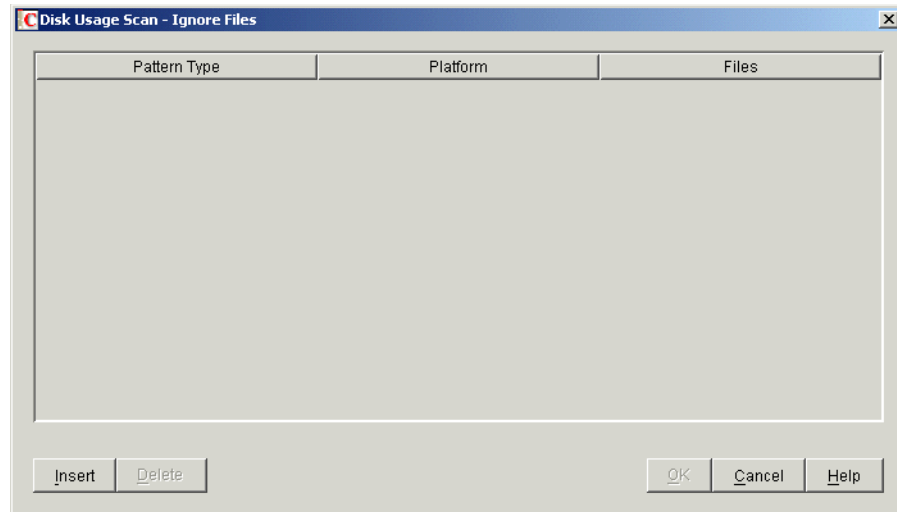 Disk Usage Scan - Ignore Files
Pattern Type Platform Files
Insert Delete OK Cancel Help